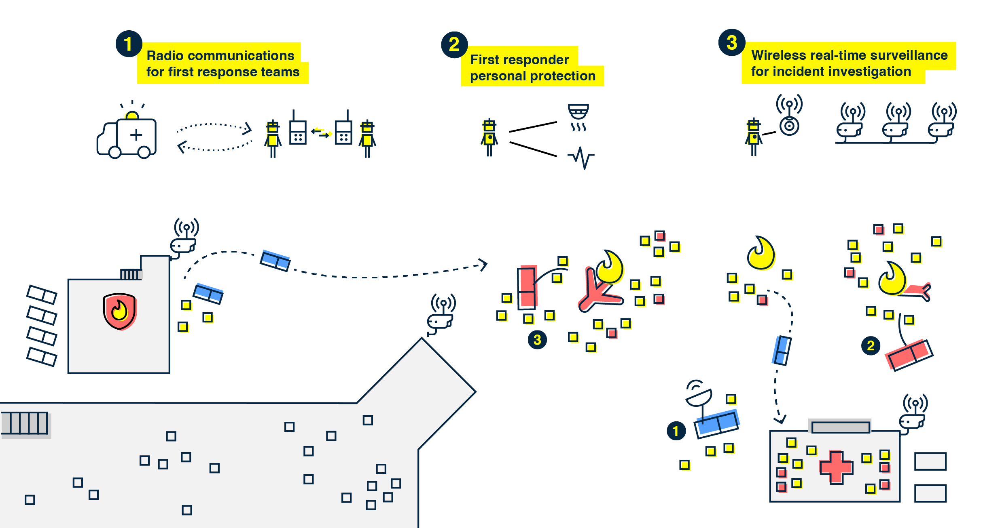 1
Radio communications
for first response teams
2
First responder
personal protection
3
Wireless real-time surveillance
for incident investigation
3
2
1